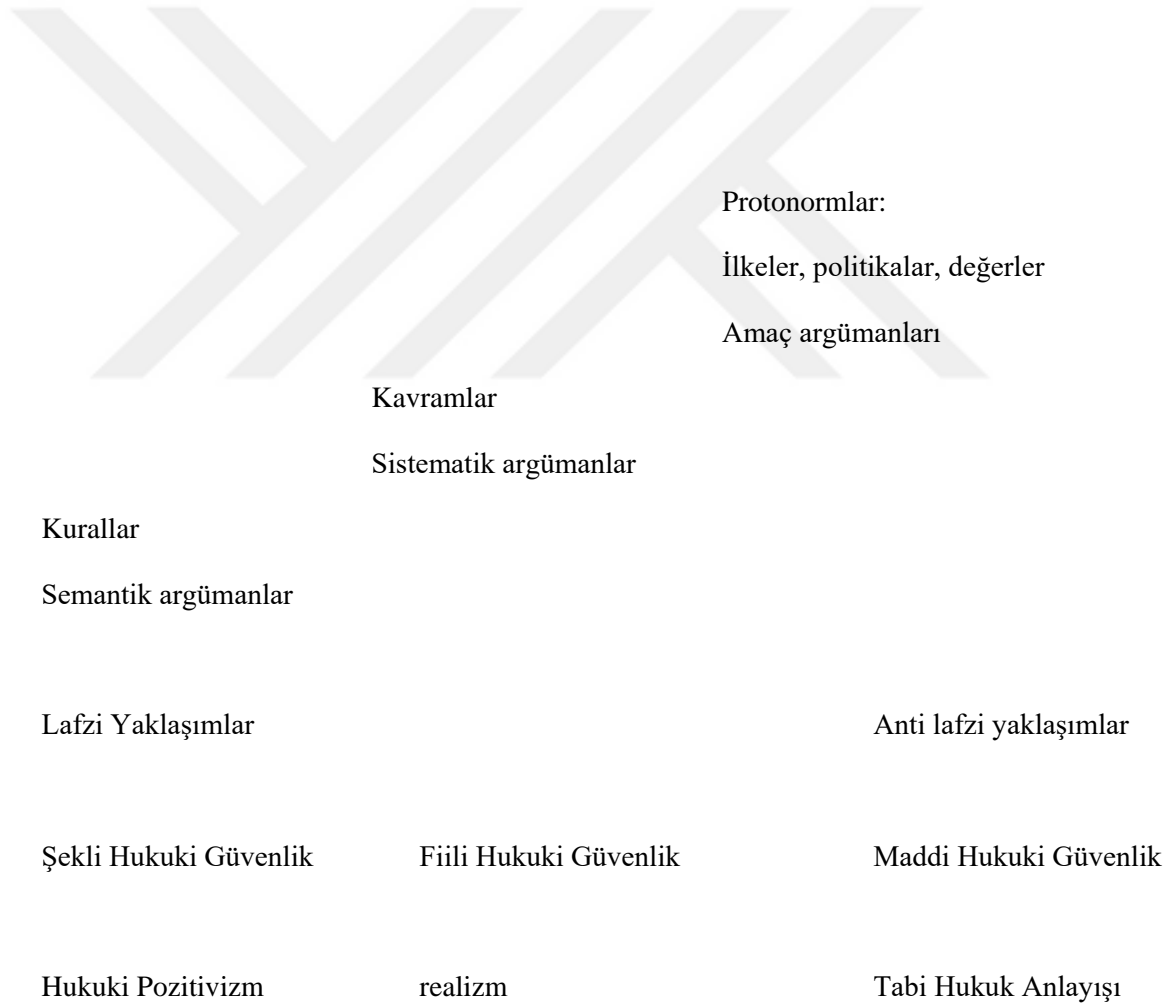 Protonormlar:
İlkeler, politikalar, değerler
Amaç argümanları
Kavramlar
Sistematik argümanlar
Kurallar
Semantik argümanlar
Lafzi Yaklaşımlar Anti lafzi yaklaşımlar
Şekli Hukuki Güvenlik Fiili Hukuki Güvenlik Maddi Hukuki Güvenlik
Hukuki Pozitivizm realizm Tabi Hukuk Anlayışı